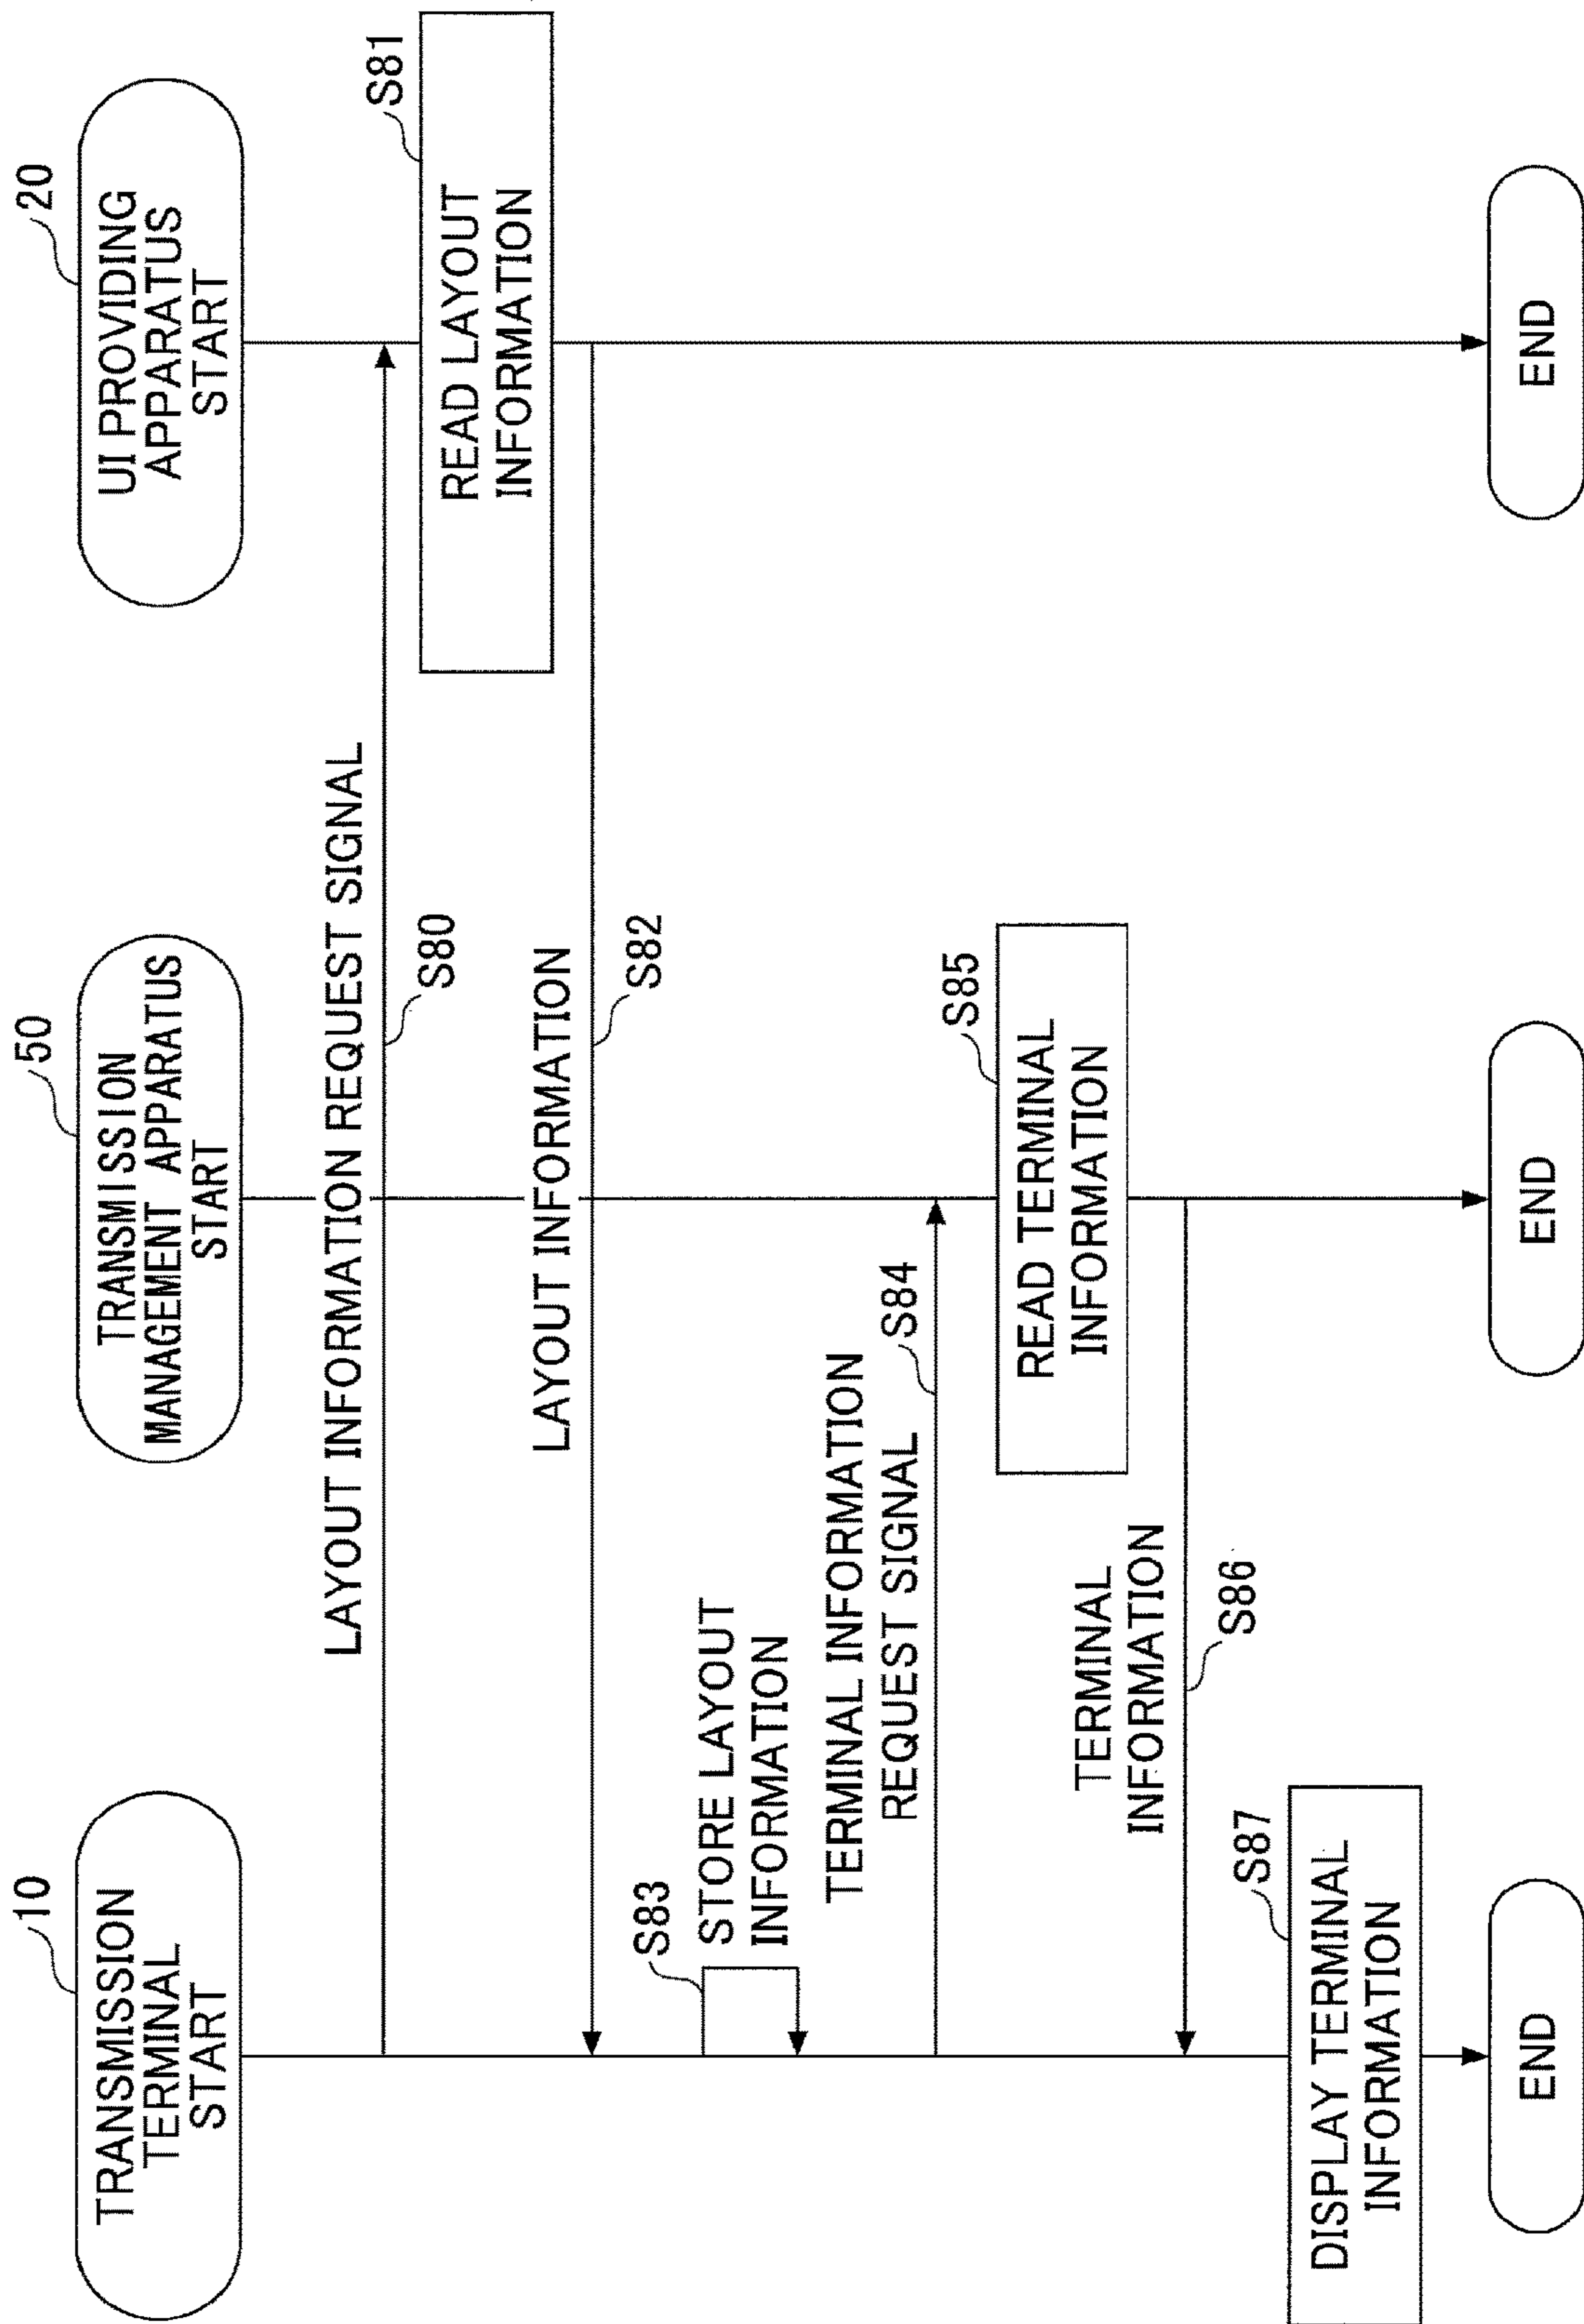 10
TRANSMISSION
TERMINAL
START
50
TRANSMISSION
MANAGEMENT APPARATUS
START
20
UI PROVIDING
APPARATUS
START
LAYOUT INFORMATION REQUEST SIGNAL
S80
S81
READ LAYOUT
INFORMATION
LAYOUT INFORMATION
S82
S83
STORE LAYOUT
INFORMATION
TERMINAL INFORMATION
REQUEST SIGNAL
S84
S85
READ TERMINAL
INFORMATION
TERMINAL
INFORMATION
S86
S87
DISPLAY TERMINAL
INFORMATION
END
END
END